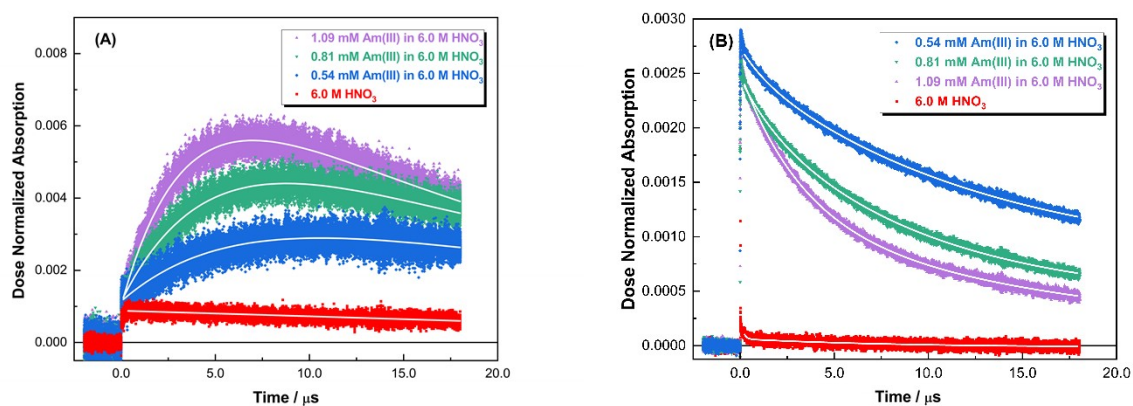 (A)
1.09 mM Am(III) in 6.0 M HNO3
0.81 mM Am(III) in 6.0 M HNO3
0.54 mM Am(III) in 6.0 M HNO3
6.0 M HNO3
Dose Normalized Absorption
0.008
0.006
0.004
0.002
0.000
0.0
5.0
10.0
15.0
20.0
Time / μs
(B)
0.54 mM Am(III) in 6.0 M HNO3
0.81 mM Am(III) in 6.0 M HNO3
1.09 mM Am(III) in 6.0 M HNO3
6.0 M HNO3
Dose Normalized Absorption
0.0030
0.0025
0.0020
0.0015
0.0010
0.0005
0.0000
0.0
5.0
10.0
15.0
20.0
Time / μs